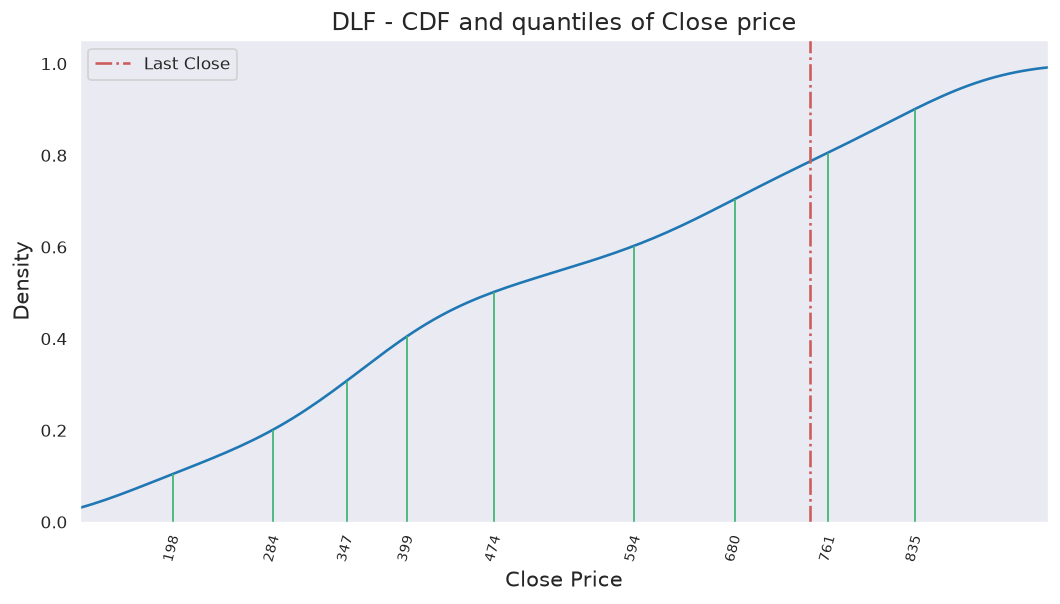 DLF - CDF and quantiles of Close price
Last Close
1.0
0.8
0.6
0.4
0.2
0.0
Density
198 284 347 399 474 594 680 761 835
Close Price